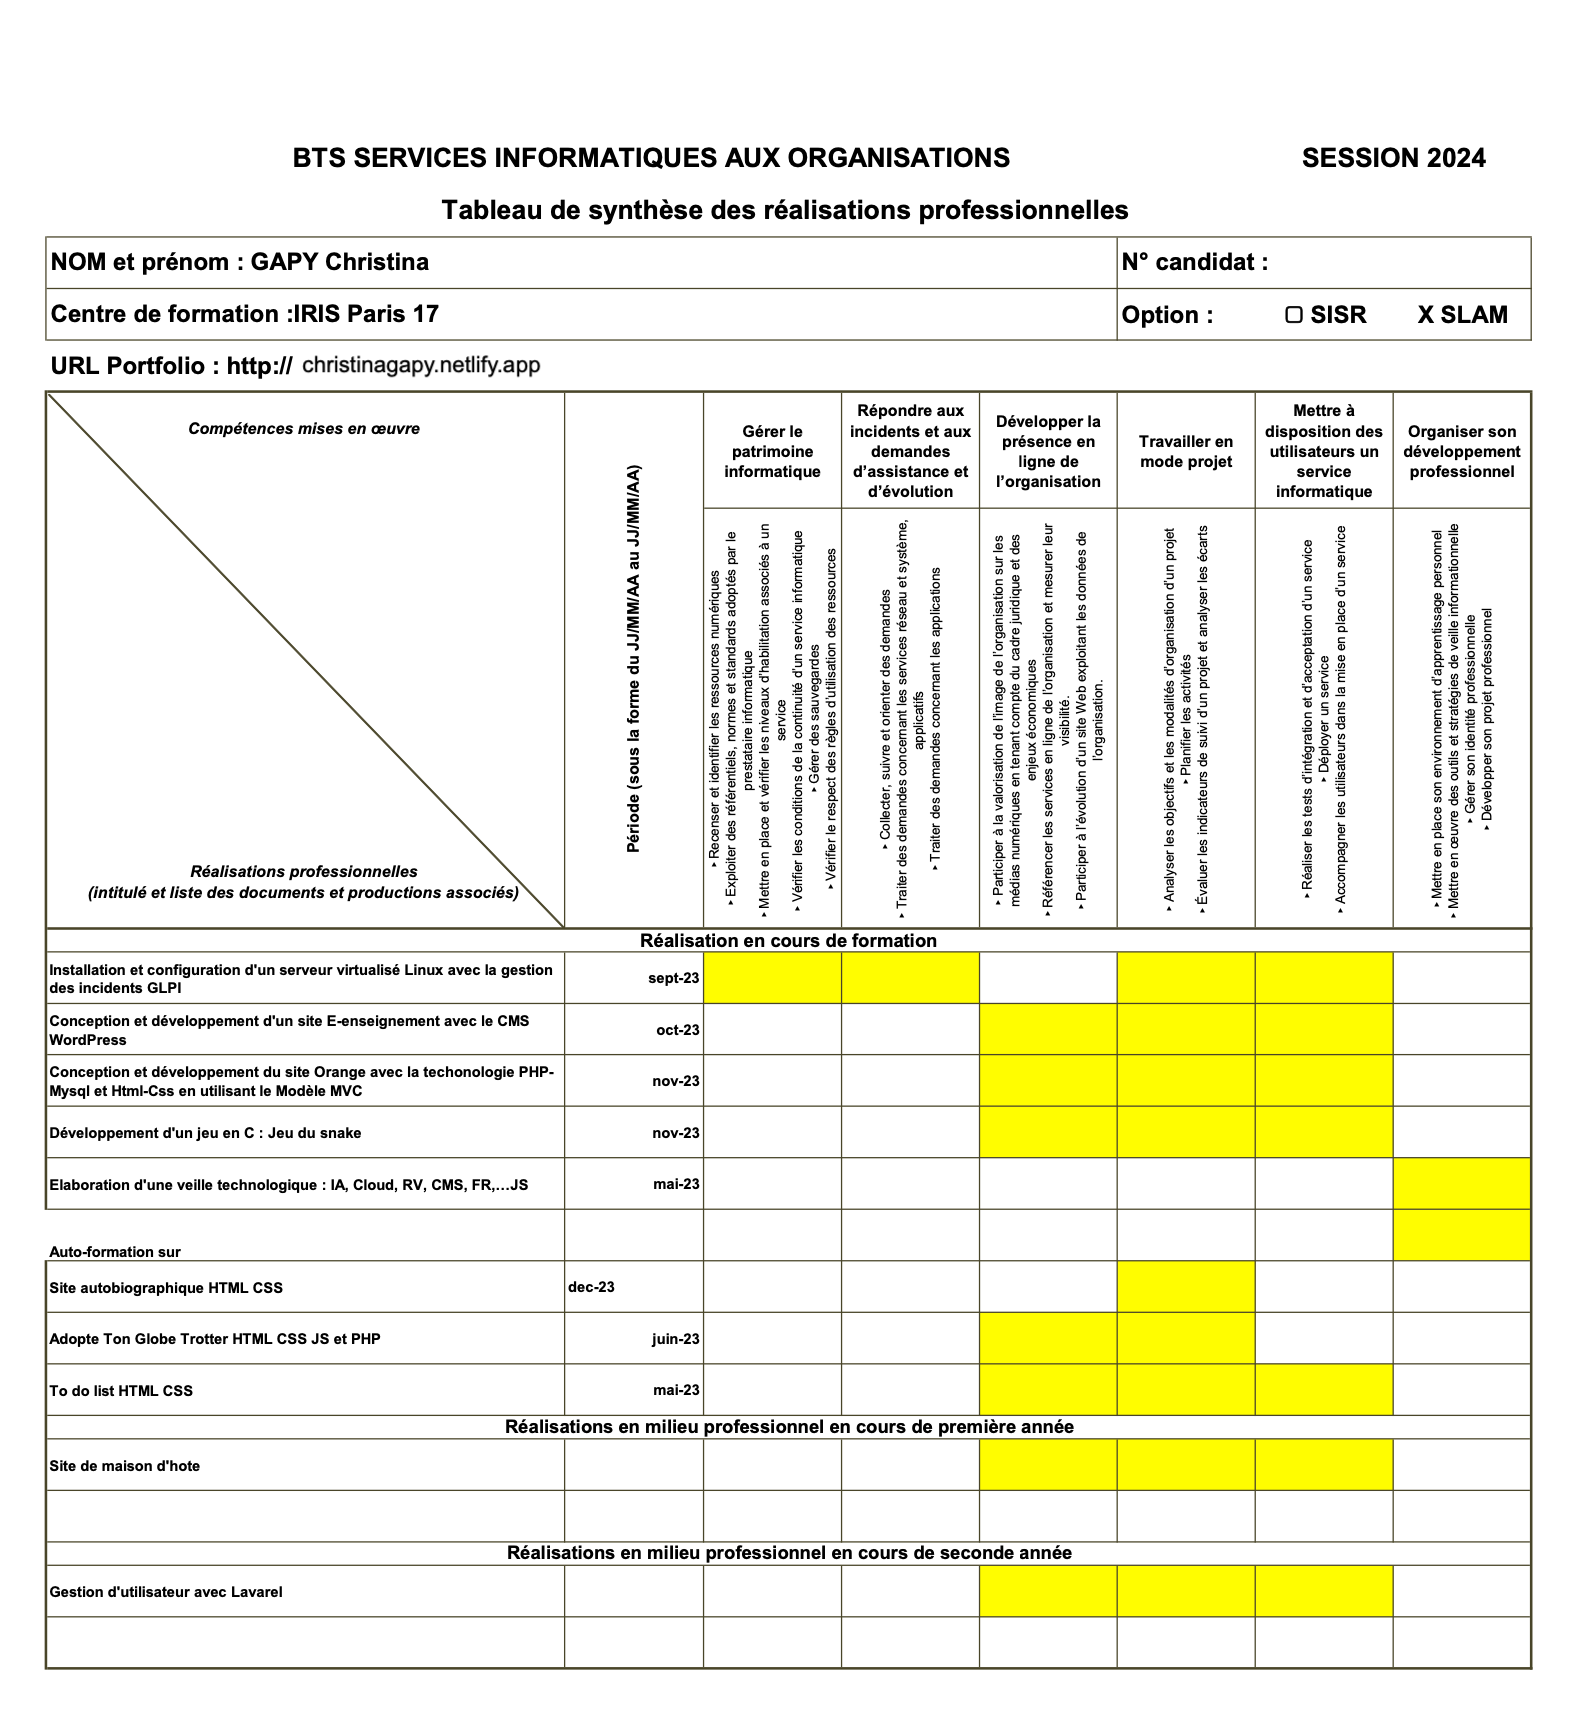 BTS SERVICES INFORMATIQUES AUX ORGANISATIONS SESSION 2024
Tableau de synthèse des réalisations professionnelles
NOM et prénom : GAPY Christina N° candidat :
Centre de formation :IRIS Paris 17 Option : ▢ SISR X SLAM
URL Portfolio : http:// christinagapy.netlify.app
Compétences mises en œuvre
Réalisations professionnelles
(intitulé et liste des documents et productions associés)
Période (sous la forme du JJ/MM/AA au JJ/MM/AA)
Gérer le
patrimoine
informatique
Répondre aux
incidents et aux
demandes
d'assistance et
d'évolution
Développer la
présence en
ligne de
l'organisation
Travailler en
mode projet
Mettre à
disposition des
utilisateurs un
service
informatique
Organiser son
développement
professionnel
‣ Recenser et identifier les ressources numériques
‣ Exploiter des référentiels, normes et standards adoptés par le
prestataire informatique
‣ Mettre en place et vérifier les niveaux d'habilitation associés à un
service
‣ Vérifier les conditions de la continuité d'un service informatique
‣ Gérer des sauvegardes
‣ Vérifier le respect des règles d'utilisation des ressources
‣ Collecter, suivre et orienter des demandes
‣ Traiter des demandes concernant les services réseau et système,
applicatifs
‣ Traiter des demandes concernant les applications
‣ Participer à la valorisation de l'image de l'organisation sur les
médias numériques en tenant compte du cadre juridique et des
enjeux économiques
‣ Référencer les services en ligne de l'organisation et mesurer leur
visibilité.
‣ Participer à l'évolution d'un site Web exploitant les données de
l'organisation.
‣ Analyser les objectifs et les modalités d'organisation d'un projet
‣ Planifier les activités
‣ Évaluer les indicateurs de suivi d'un projet et analyser les écarts
‣ Réaliser les tests d'intégration et d'acceptation d'un service
‣ Déployer un service
‣ Accompagner les utilisateurs dans la mise en place d'un service
‣ Mettre en place son environnement d'apprentissage personnel
‣ Mettre en œuvre des outils et stratégies de veille informationnelle
‣ Gérer son identité professionnelle
‣ Développer son projet professionnel
Réalisation en cours de formation
Installation et configuration d'un serveur virtualisé Linux avec la gestion
des incidents GLPI
sept-23
Conception et développement d'un site E-enseignement avec le CMS
WordPress
oct-23
Conception et développement du site Orange avec la techonologie PHP-
Mysql et Html-Css en utilisant le Modèle MVC
nov-23
Développement d'un jeu en C : Jeu du snake nov-23
Elaboration d'une veille technologique : IA, Cloud, RV, CMS, FR,...JS mai-23
Auto-formation sur
Site autobiographique HTML CSS dec-23
Adopte Ton Globe Trotter HTML CSS JS et PHP juin-23
To do list HTML CSS mai-23
Réalisations en milieu professionnel en cours de première année
Site de maison d'hote
Réalisations en milieu professionnel en cours de seconde année
Gestion d'utilisateur avec Lavarel